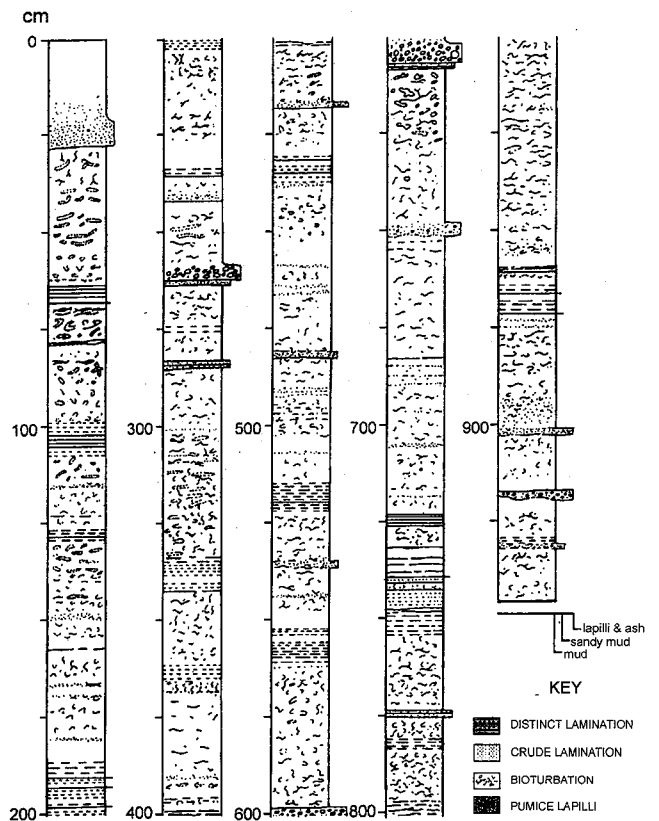 cm
0
100
200
300
400
500
600
700
800
900
lapilli & ash
sandy mud
mud
KEY
DISTINCT LAMINATION
CRUDE LAMINATION
BIOTURBATION
PUMICE LAPILLI